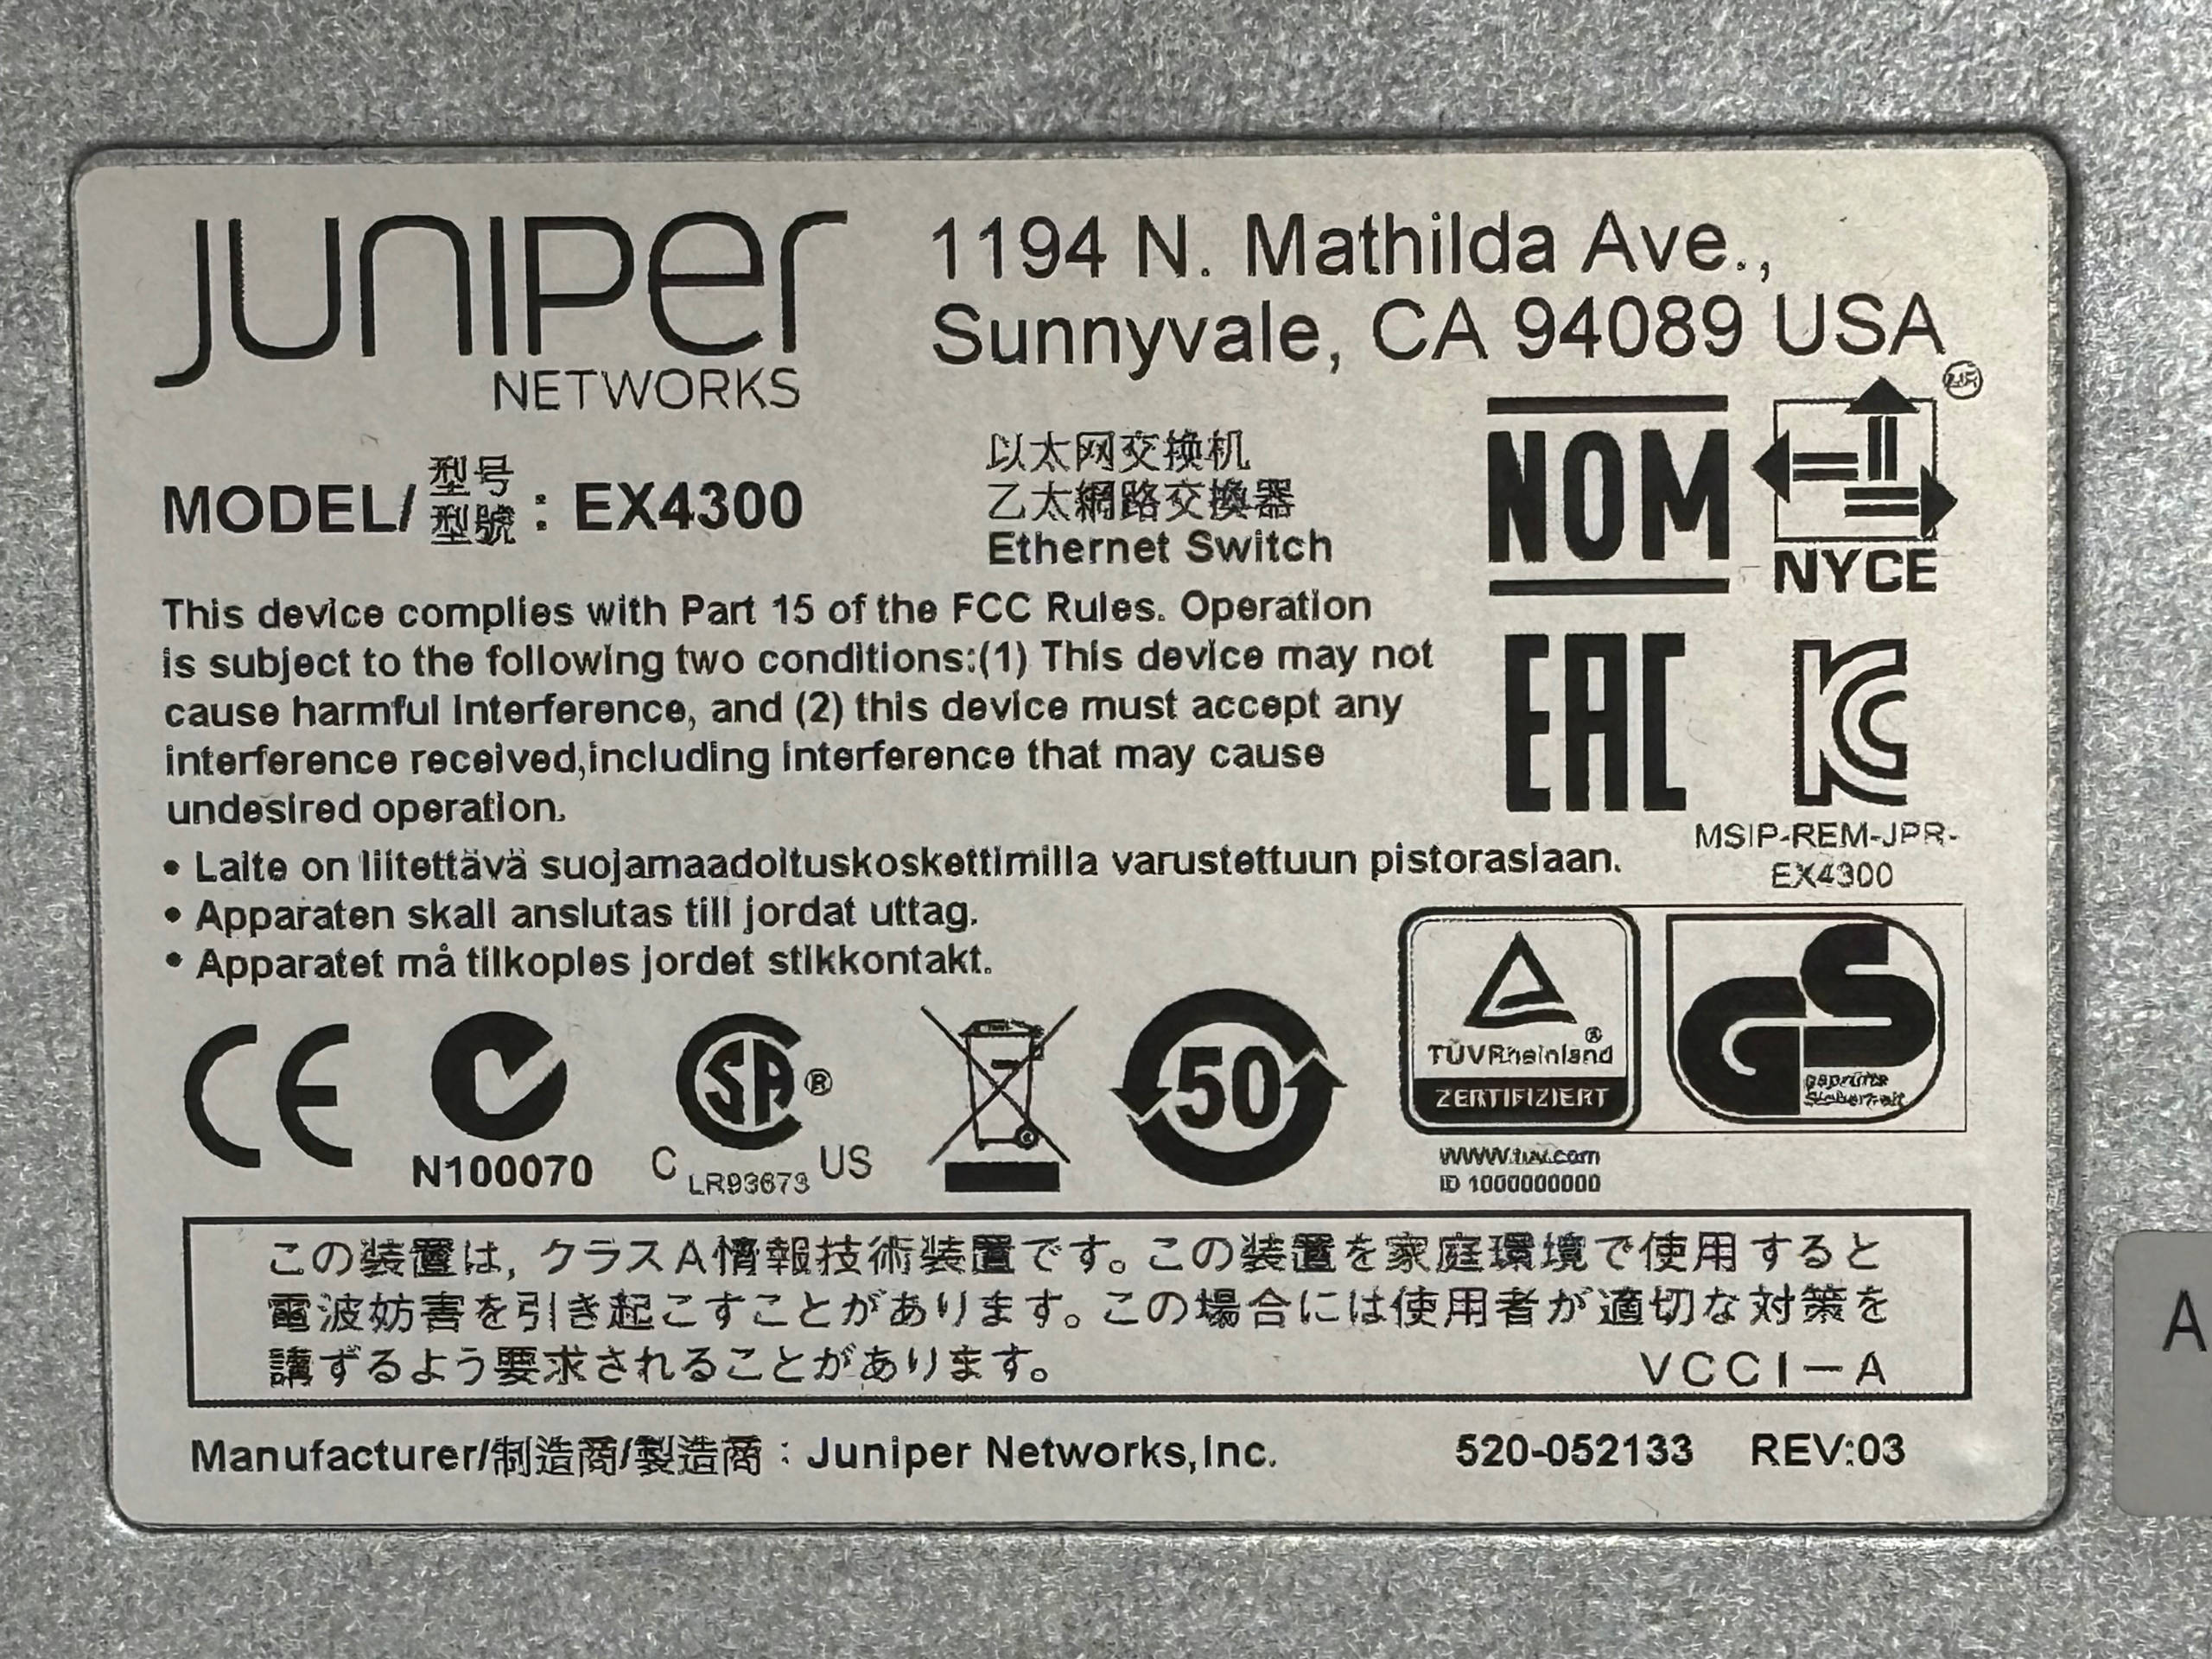 JUNIPER
NETWORKS
1194 N. Mathilda Ave.,
Sunnyvale, CA 94089 USA
MODEL/型号 型號: EX4300
以太网交换机
乙太網路交換器
Ethernet Switch
NOM
NYCE
This device complies with Part 15 of the FCC Rules. Operation
is subject to the following two conditions:(1) This device may not
cause harmful interference, and (2) this device must accept any
interference received,including interference that may cause
undesired operation.
EAC
KC
MSIP-REM-JPR-
EX4300
• Laite on liitettävä suojamaadoituskoskettimilla varustettuun pistorasiaan.
• Apparaten skall anslutas till jordat uttag.
• Apparatet må tilkoples jordet stikkontakt.
CE
N100070
SA®
C LR93673 US
50
®
TÜVRheinland
ZERTIFIZIERT
GS
geprüfte
Sicherheit
www.tuv.com
ID 1000000000
この装置は, クラスA情報技術装置です。この装置を家庭環境で使用すると
電波妨害を引き起こすことがあります。この場合には使用者が適切な対策を
講ずるよう要求されることがあります。 VCCI-A
Manufacturer/制造商/製造商: Juniper Networks,Inc. 520-052133 REV:03
A